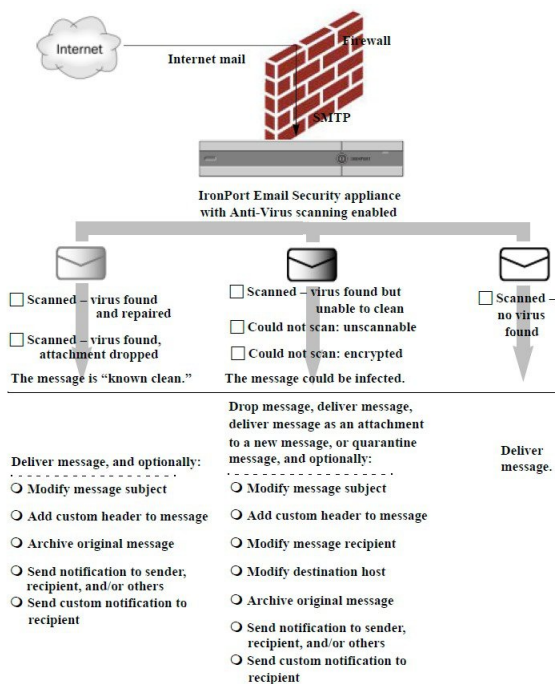 Internet
Internet mail
Firewall
SMTP
IRONPORT
IronPort Email Security appliance
with Anti-Virus scanning enabled
Scanned – virus found
and repaired
Scanned – virus found,
attachment dropped
The message is “known clean.”
Scanned – virus found but
unable to clean
Could not scan: unscannable
Could not scan: encrypted
The message could be infected.
Scanned –
no virus
found
Deliver message, and optionally:
Modify message subject
Add custom header to message
Archive original message
Send notification to sender,
recipient, and/or others
Send custom notification to
recipient
Drop message, deliver message,
deliver message as an attachment
to a new message, or quarantine
message, and optionally:
Modify message subject
Add custom header to message
Modify message recipient
Modify destination host
Archive original message
Send notification to sender,
recipient, and/or others
Send custom notification to
recipient
Deliver
message.